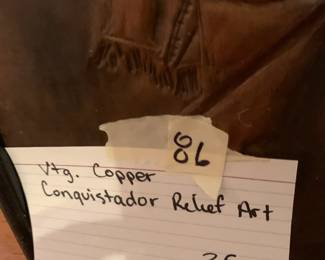 86
Vtg. Copper
Conquistador Relief Art